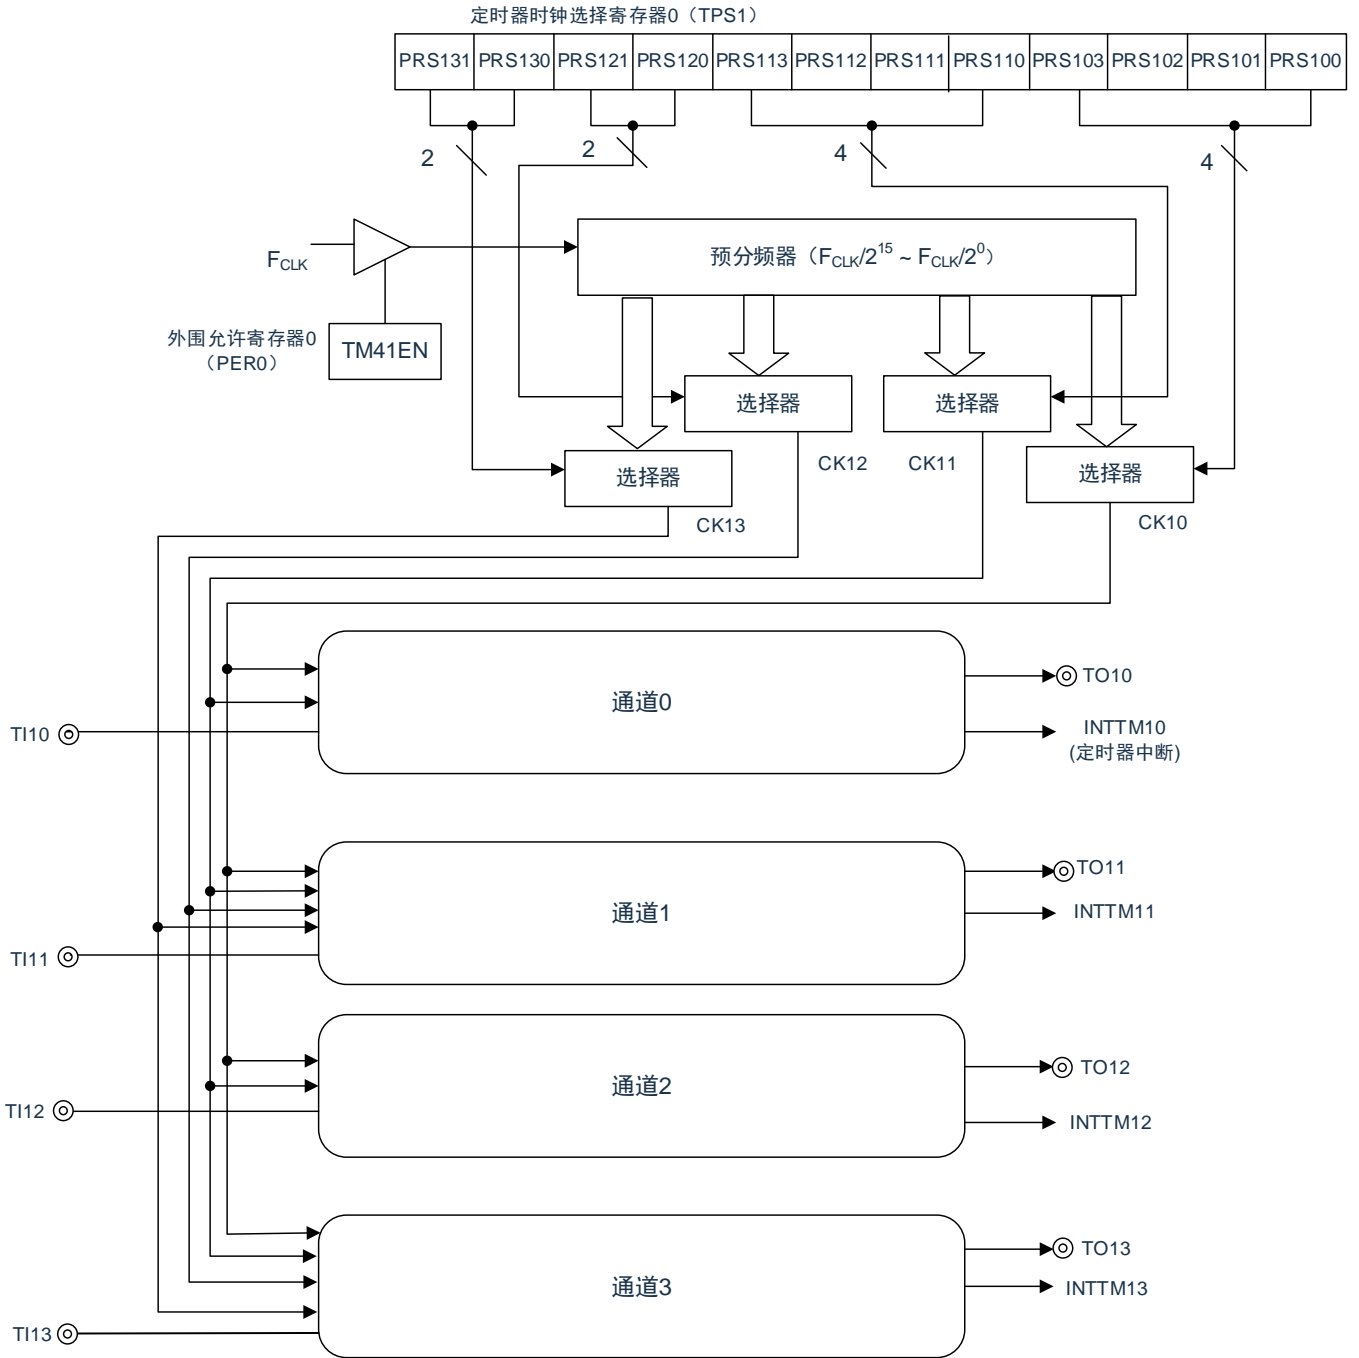 定时器时钟选择寄存器0（TPS1）
PRS131 PRS130 PRS121 PRS120 PRS113 PRS112 PRS111 PRS110 PRS103 PRS102 PRS101 PRS100
2 2 4 4
FCLK
预分频器（FCLK/2^15 ~ FCLK/2^0）
外围允许寄存器0
（PER0）
TM41EN
选择器 选择器
CK12 CK11
选择器 选择器
CK13 CK10
通道0
TO10
TI10
INTTM10
(定时器中断)
TO11
通道1
INTTM11
TI11
TO12
通道2
TI12
INTTM12
TO13
通道3
INTTM13
TI13